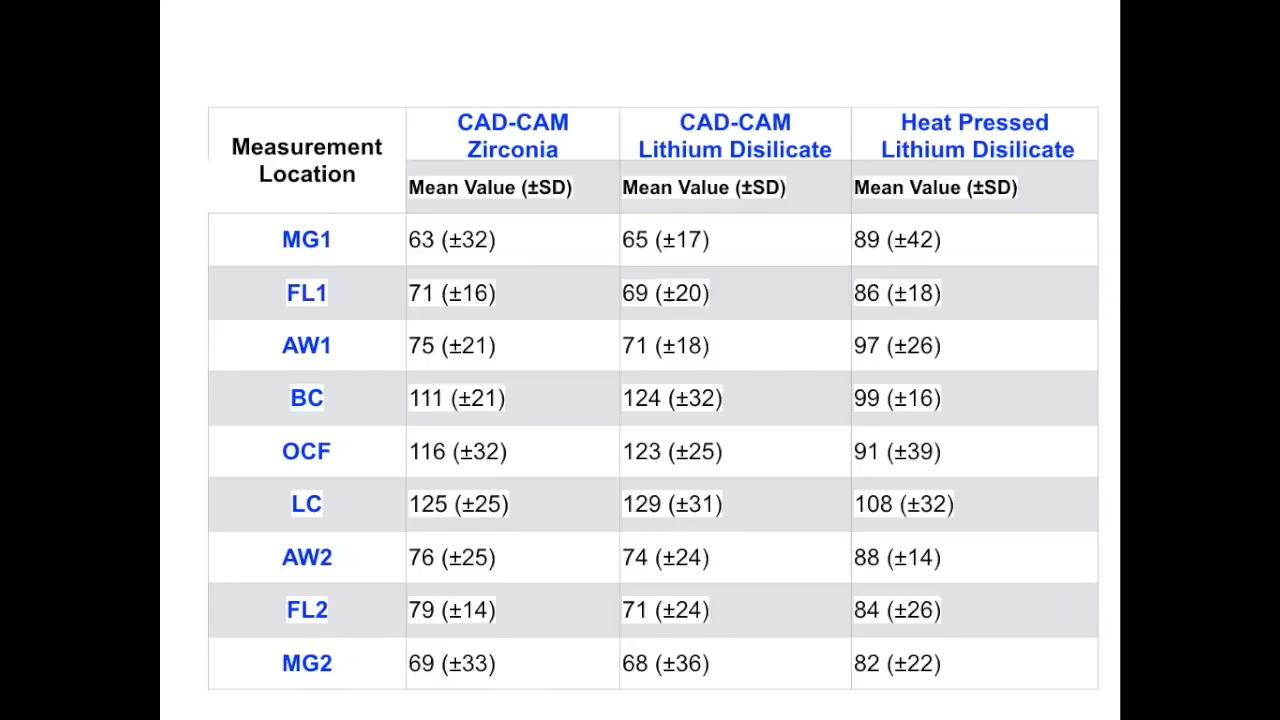 Measurement Location CAD-CAM Zirconia CAD-CAM Lithium Disilicate Heat Pressed Lithium Disilicate
Mean Value (±SD) Mean Value (±SD) Mean Value (±SD)
MG1 63 (±32) 65 (±17) 89 (±42)
FL1 71 (±16) 69 (±20) 86 (±18)
AW1 75 (±21) 71 (±18) 97 (±26)
BC 111 (±21) 124 (±32) 99 (±16)
OCF 116 (±32) 123 (±25) 91 (±39)
LC 125 (±25) 129 (±31) 108 (±32)
AW2 76 (±25) 74 (±24) 88 (±14)
FL2 79 (±14) 71 (±24) 84 (±26)
MG2 69 (±33) 68 (±36) 82 (±22)